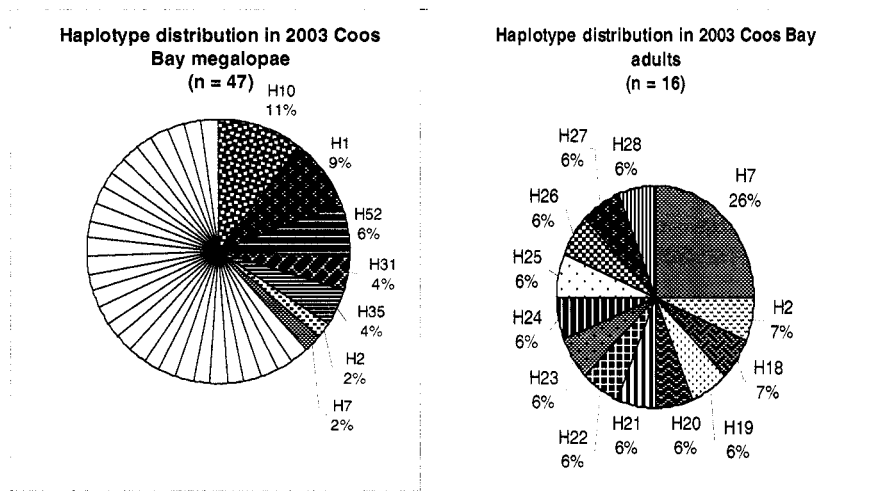 Haplotype distribution in 2003 Coos
Bay megalopae
(n = 47)
H10
11%
H1
9%
H52
6%
H31
4%
H35
4%
H2
2%
H7
2%
Haplotype distribution in 2003 Coos Bay
adults
(n = 16)
H7
26%
H2
7%
H18
7%
H19
6%
H20
6%
H21
6%
H22
6%
H23
6%
H24
6%
H25
6%
H26
6%
H27
6%
H28
6%